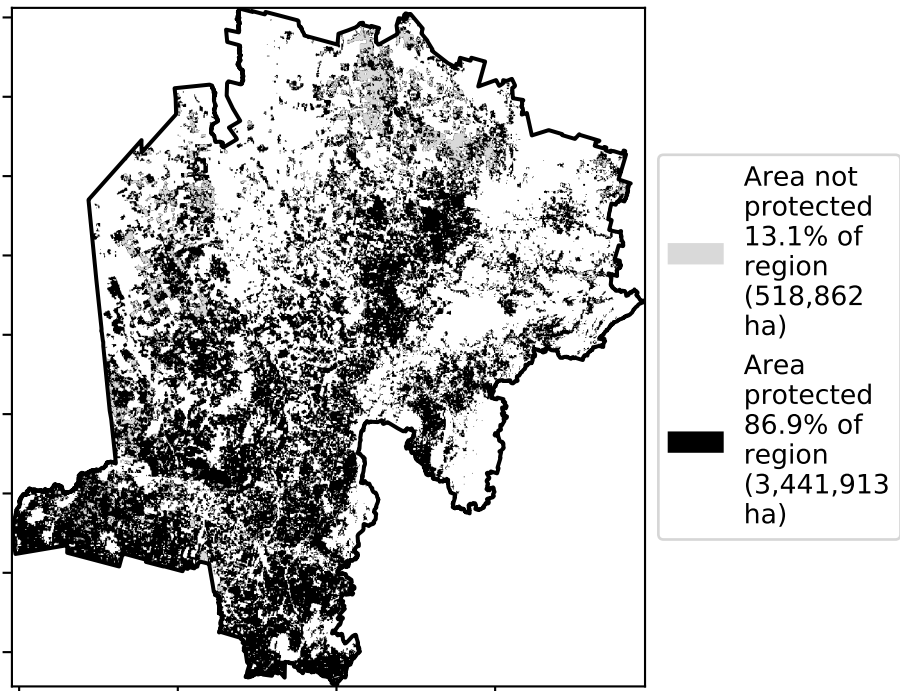 Area not
protected
13.1% of
region
(518,862
ha)
Area
protected
86.9% of
region
(3,441,913
ha)